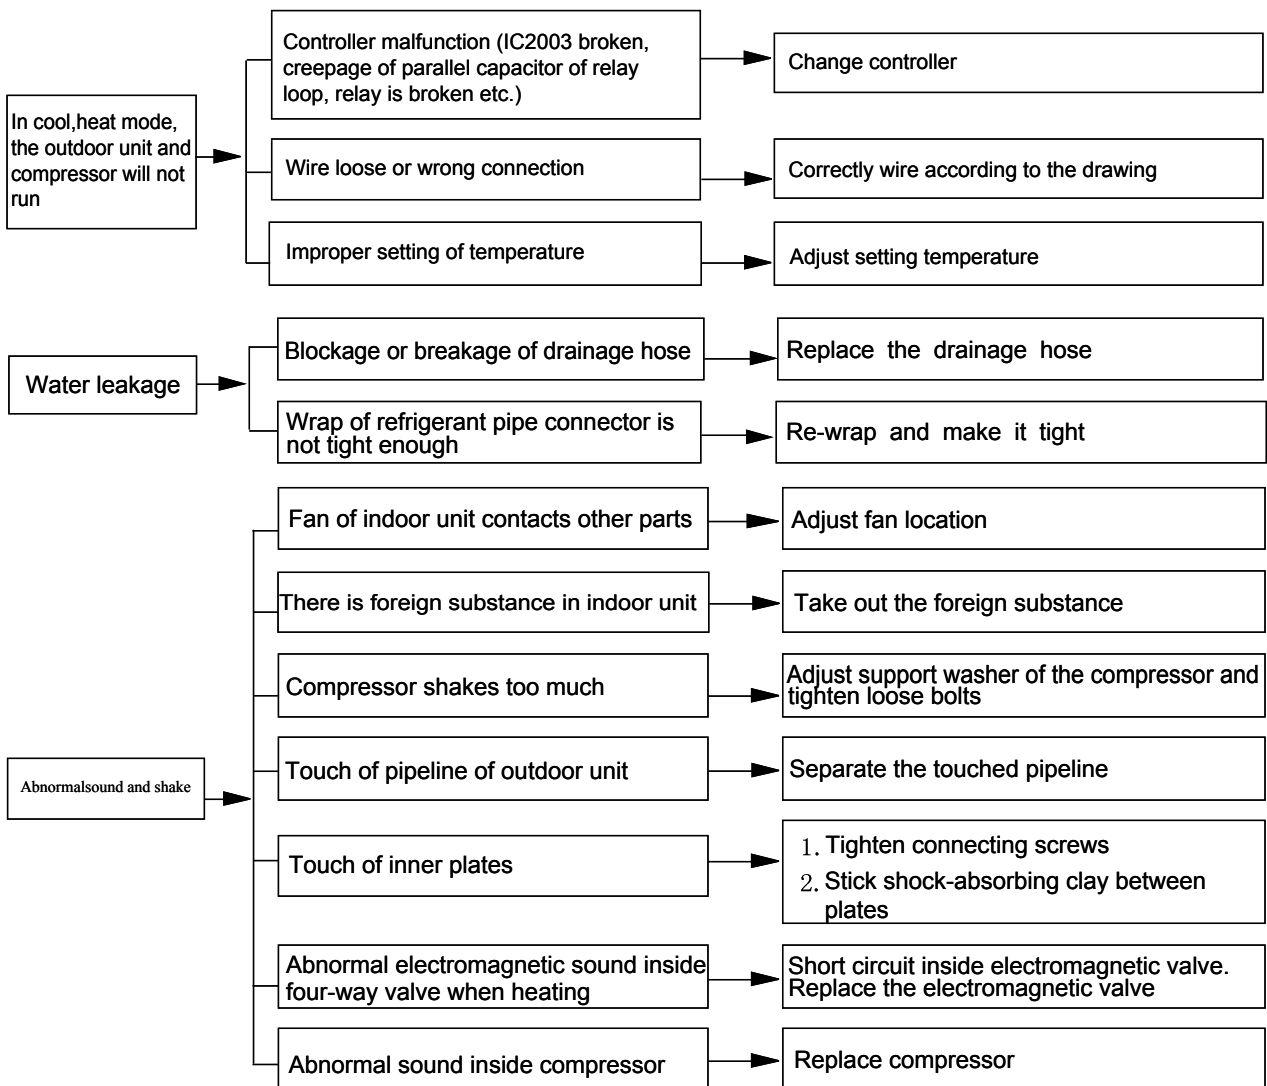 Controller malfunction (IC2003 broken,
creepage of parallel capacitor of relay
loop, relay is broken etc.)
Change controller
In cool,heat mode,
the outdoor unit and
compressor will not
run
Wire loose or wrong connection
Correctly wire according to the drawing
Improper setting of temperature
Adjust setting temperature
Water leakage
Blockage or breakage of drainage hose
Replace the drainage hose
Wrap of refrigerant pipe connector is
not tight enough
Re-wrap and make it tight
Abnormalsound and shake
Fan of indoor unit contacts other parts
Adjust fan location
There is foreign substance in indoor unit
Take out the foreign substance
Compressor shakes too much
Adjust support washer of the compressor and
tighten loose bolts
Touch of pipeline of outdoor unit
Separate the touched pipeline
Touch of inner plates
1. Tighten connecting screws
2. Stick shock-absorbing clay between
plates
Abnormal electromagnetic sound inside
four-way valve when heating
Short circuit inside electromagnetic valve.
Replace the electromagnetic valve
Abnormal sound inside compressor
Replace compressor